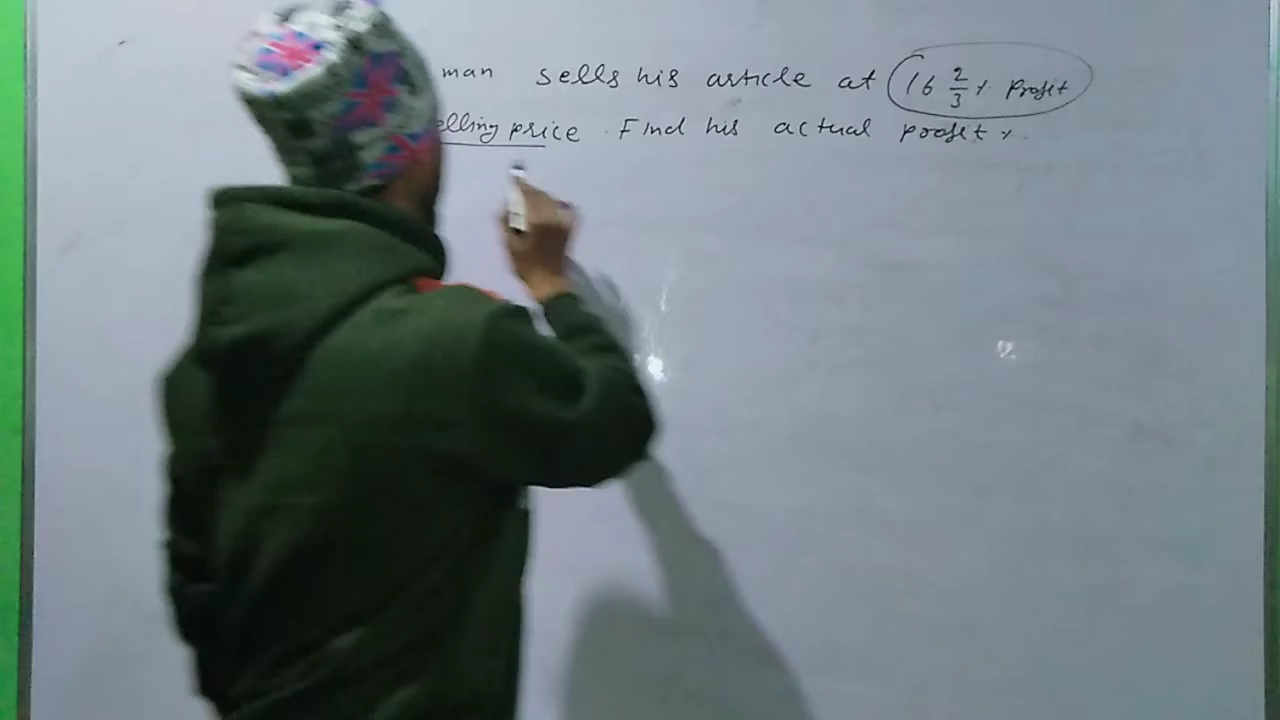 man sells his article at 16 2/3 % Profit
elling price. Find his actual profit %.